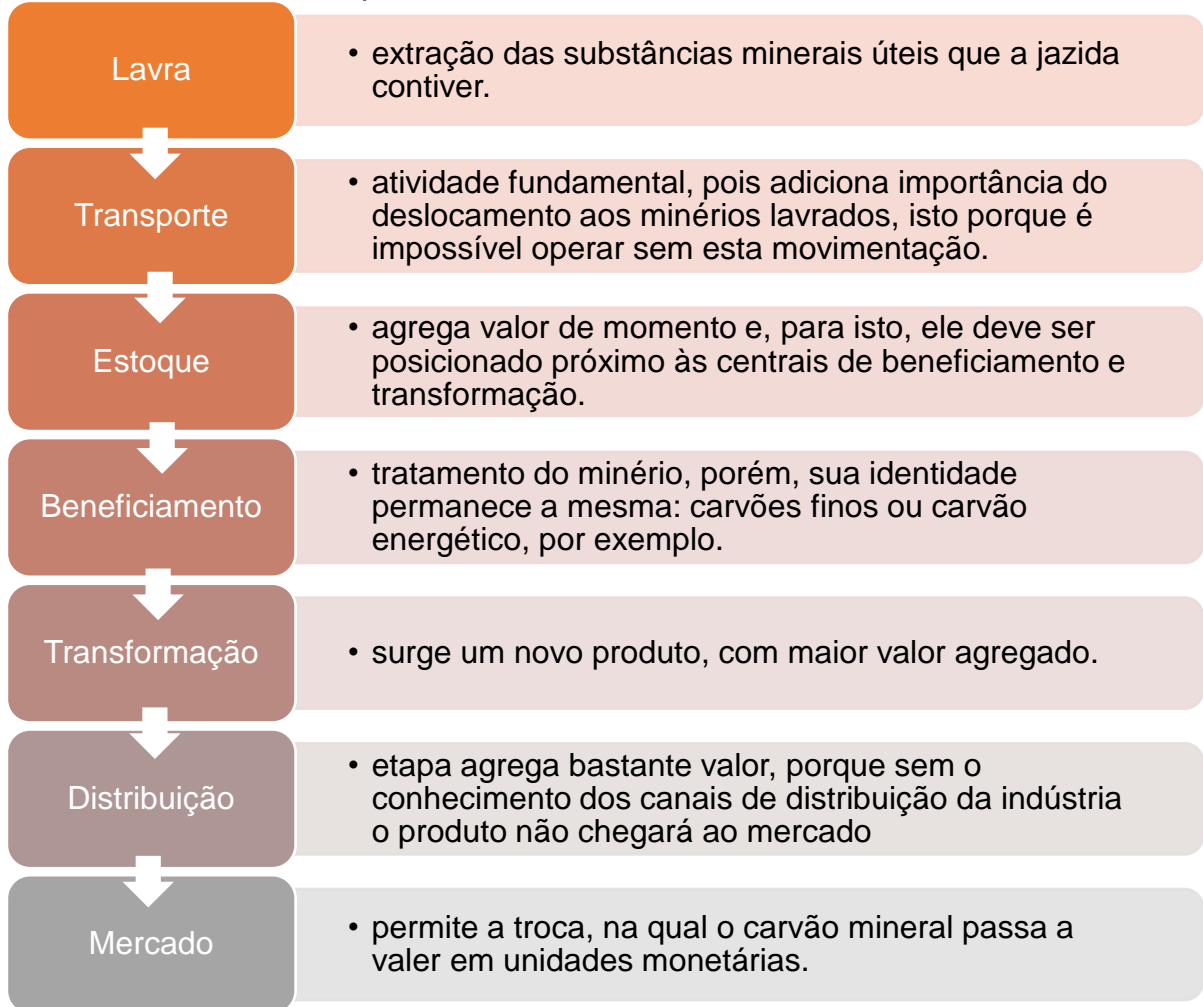 Lavra
• extração das substâncias minerais úteis que a jazida
contiver.
Transporte
• atividade fundamental, pois adiciona importância do
deslocamento aos minérios lavrados, isto porque é
impossível operar sem esta movimentação.
Estoque
• agrega valor de momento e, para isto, ele deve ser
posicionado próximo às centrais de beneficiamento e
transformação.
Beneficiamento
• tratamento do minério, porém, sua identidade
permanece a mesma: carvões finos ou carvão
energético, por exemplo.
Transformação
• surge um novo produto, com maior valor agregado.
Distribuição
• etapa agrega bastante valor, porque sem o
conhecimento dos canais de distribuição da indústria
o produto não chegará ao mercado
Mercado
• permite a troca, na qual o carvão mineral passa a
valer em unidades monetárias.